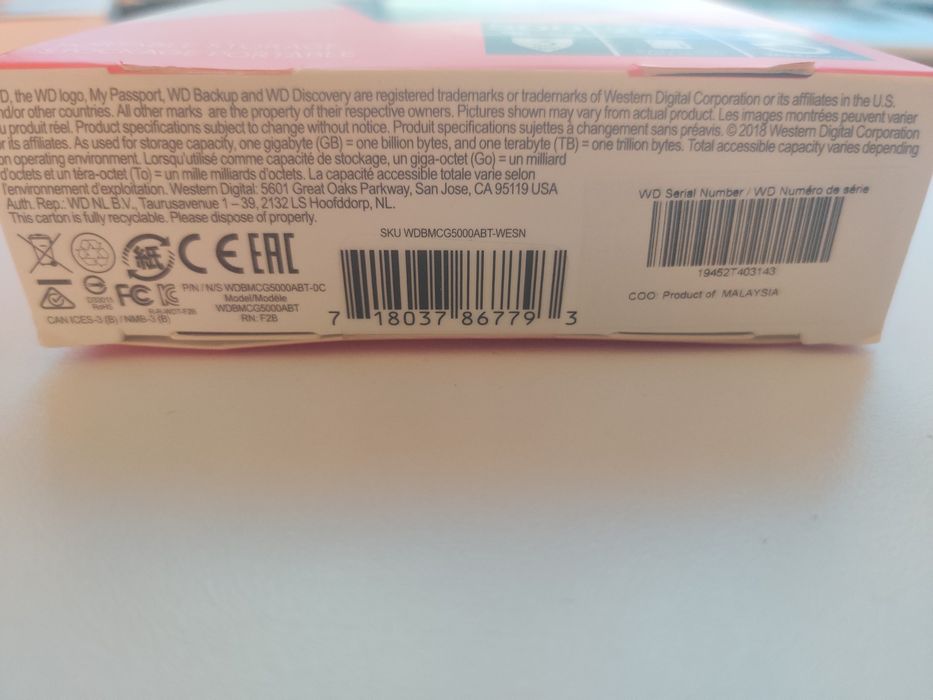 D, the WD logo, My Passport, WD Backup and WD Discovery are registered trademarks or trademarks of Western Digital Corporation or its affiliates in the U.S.
nd/or other countries. All other marks are the property of their respective owners. Pictures shown may vary from actual product. Les images montrées peuvent varier
u produit réel. Product specifications subject to change without notice. Produit specifications sujettes à changement sans préavis. © 2018 Western Digital Corporation
r its affiliates. As used for storage capacity, one gigabyte (GB) = one billion bytes, and one terabyte (TB) = one trillion bytes. Total accessible capacity varies depending
on operating environment. Lorsqu'utilisé comme capacité de stockage, un giga-octet (Go) = un milliard
d'octets et un téra-octet (To) = un mille milliards d'octets. La capacité accessible totale varie selon
l'environnement d'exploitation. Western Digital: 5601 Great Oaks Parkway, San Jose, CA 95119 USA
Auth. Rep.: WD NL B.V., Taurusavenue 1 – 39, 2132 LS Hoofddorp, NL.
This carton is fully recyclable. Please dispose of properly.
紙 CE EAC
D33011
RoHS
FC
R-R-WDT-F2B
CAN ICES-3 (B) / NMB-3 (B)
P/N / N/S WDBMCG5000ABT-0C
Model/Modèle
WDBMCG5000ABT
RN: F2B
SKU WDBMCG5000ABT-WESN
7 18037 86779 3
WD Serial Number / WD Numéro de série
19452T403143
COO: Product of MALAYSIA